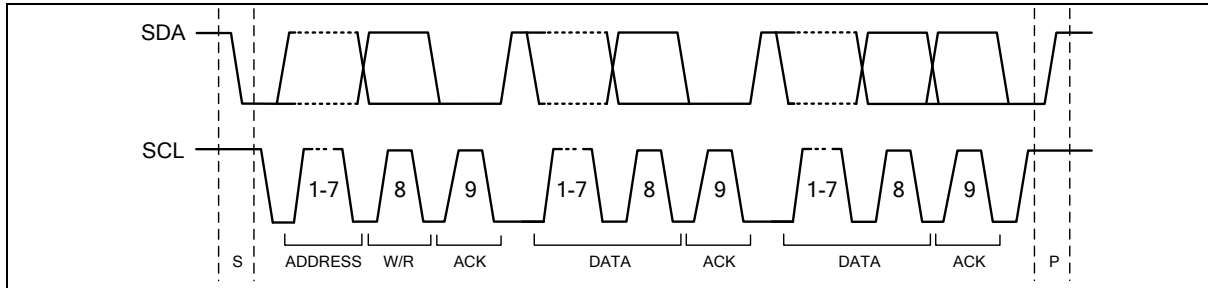 SDA
SCL
1-7 8 9 1-7 8 9 1-7 8 9
S ADDRESS W/R ACK DATA ACK DATA ACK P